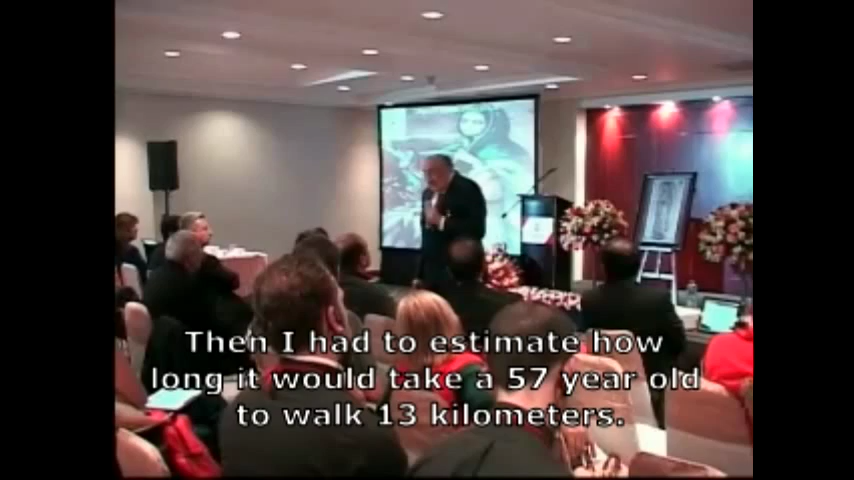 Then I had to estimate how
long it would take a 57 year old
to walk 13 kilometers.